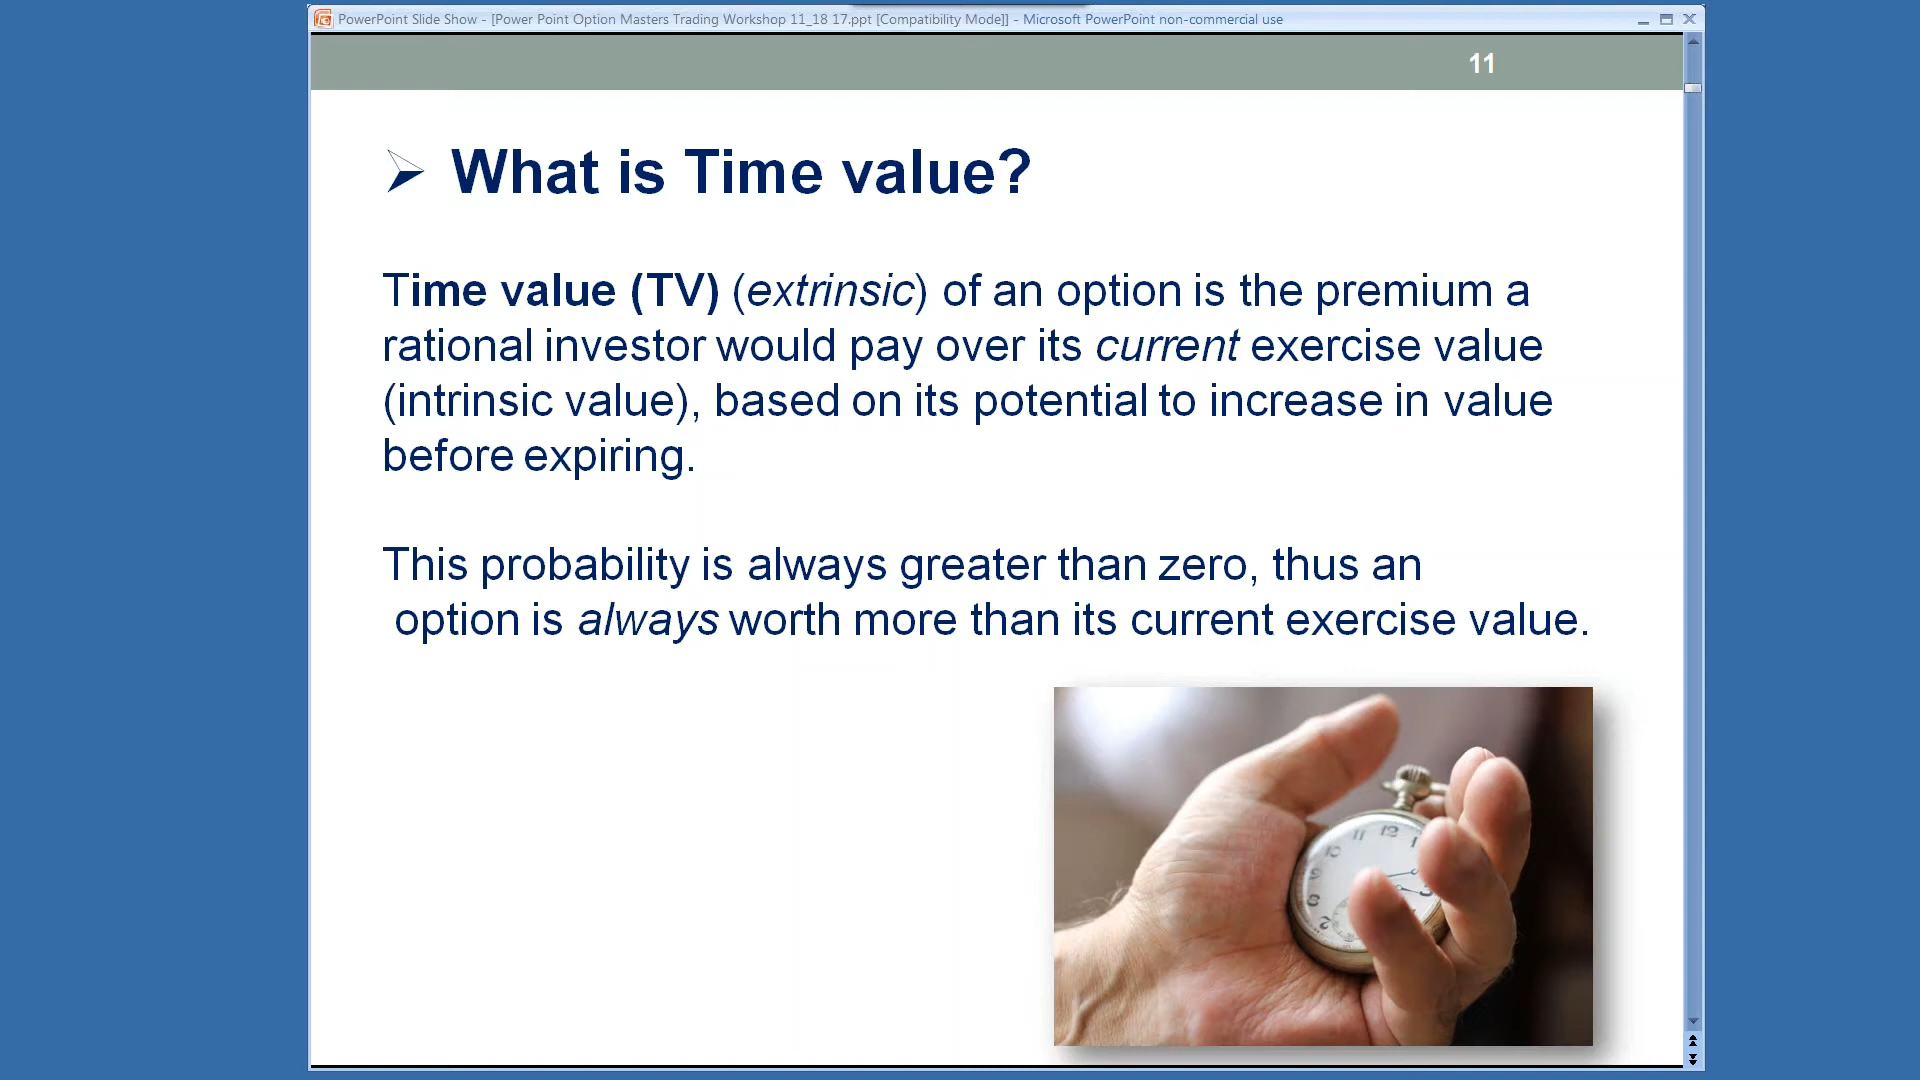 PowerPoint Slide Show - [Power Point Option Masters Trading Workshop 11_18 17.ppt [Compatibility Mode]] - Microsoft PowerPoint non-commercial use
11
What is Time value?
Time value (TV) (extrinsic) of an option is the premium a
rational investor would pay over its current exercise value
(intrinsic value), based on its potential to increase in value
before expiring.
This probability is always greater than zero, thus an
option is always worth more than its current exercise value.